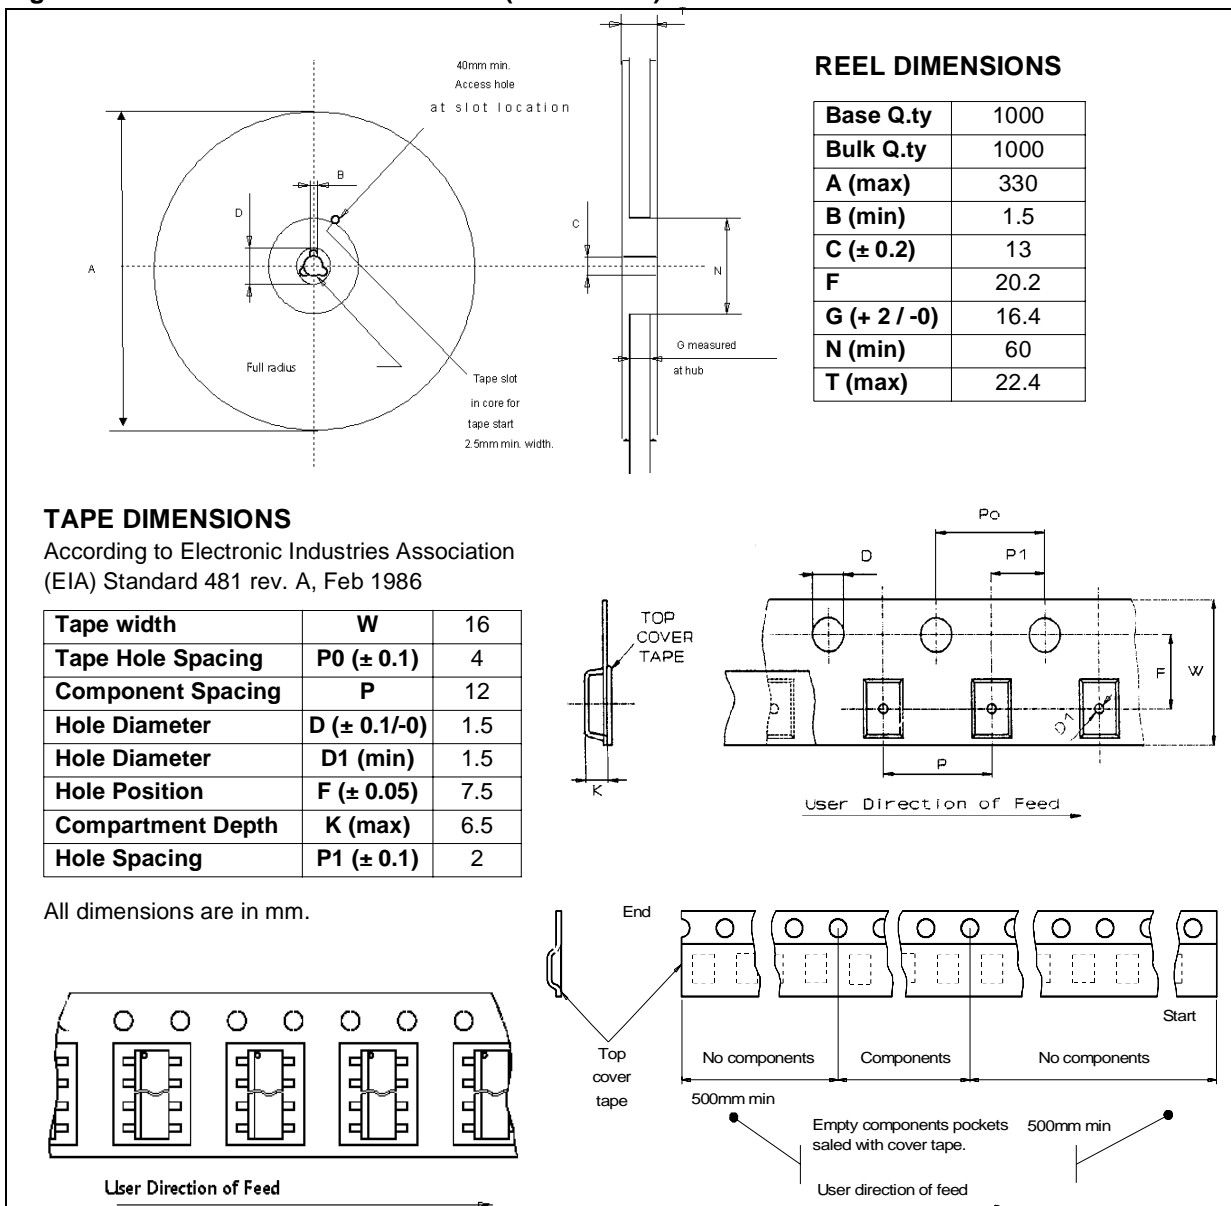 T
40mm min.
Access hole
at slot location
B
D
A
C
N
Full radius
G measured
at hub
Tape slot
in core for
tape start
2.5mm min. width.
REEL DIMENSIONS
Base Q.ty 1000
Bulk Q.ty 1000
A (max) 330
B (min) 1.5
C (± 0.2) 13
F 20.2
G (+ 2 / -0) 16.4
N (min) 60
T (max) 22.4
TAPE DIMENSIONS
According to Electronic Industries Association
(EIA) Standard 481 rev. A, Feb 1986
Tape width W 16
Tape Hole Spacing P0 (± 0.1) 4
Component Spacing P 12
Hole Diameter D (± 0.1/-0) 1.5
Hole Diameter D1 (min) 1.5
Hole Position F (± 0.05) 7.5
Compartment Depth K (max) 6.5
Hole Spacing P1 (± 0.1) 2
All dimensions are in mm.
Po
D
P1
TOP
COVER
TAPE
F
W
D1
K
P
User Direction of Feed
End
Start
Top
cover
tape
No components
Components
No components
500mm min
Empty components pockets
saled with cover tape.
500mm min
User direction of feed
User Direction of Feed